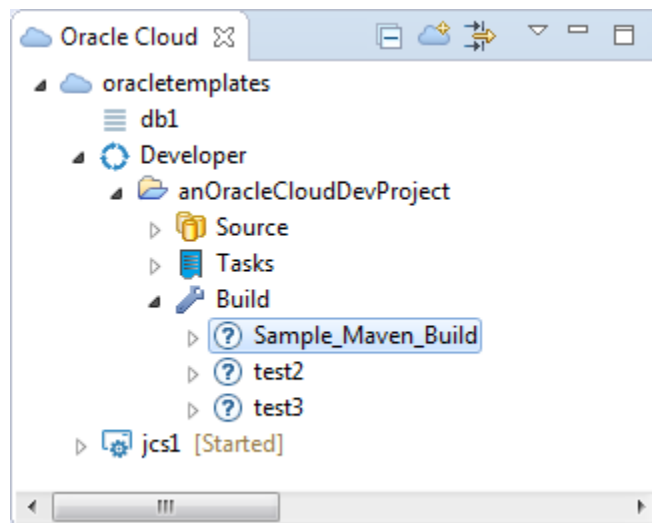 Oracle Cloud
oracletemplates
db1
Developer
anOracleCloudDevProject
Source
Tasks
Build
Sample_Maven_Build
test2
test3
jcs1 [Started]